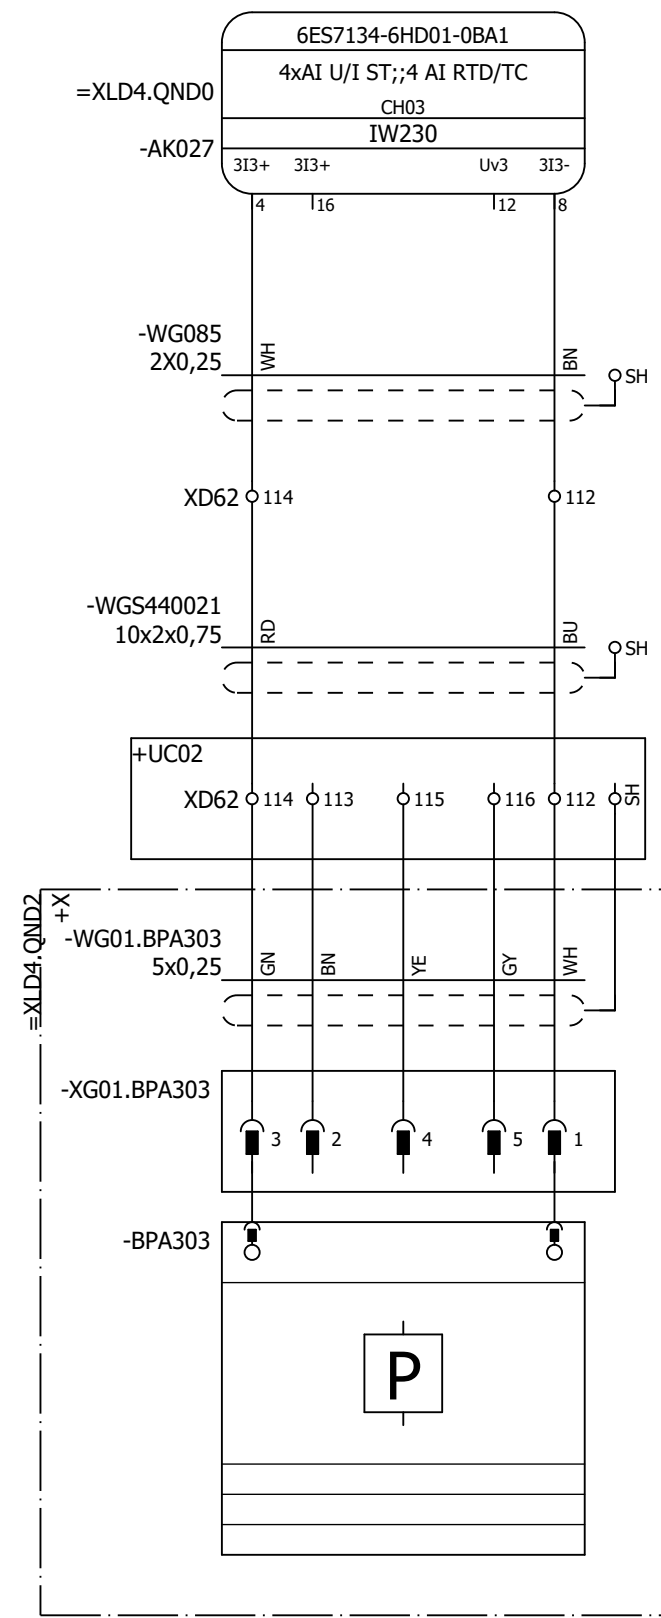 6ES7134-6HD01-0BA1
4xAI U/I ST;;4 AI RTD/TC
=XLD4.QND0
CH03
IW230
-AK027
3I3+ 3I3+ Uv3 3I3-
4 16 12 8
-WG085
2X0,25
WH BN
SH
XD62 114 112
-WGS440021
10x2x0,75
RD BU
SH
+UC02
XD62 114 113 115 116 112 SH
=XLD4.QND2
+X
-WG01.BPA303
5x0,25
GN BN YE GY WH
-XG01.BPA303
3 2 4 5 1
-BPA303
P